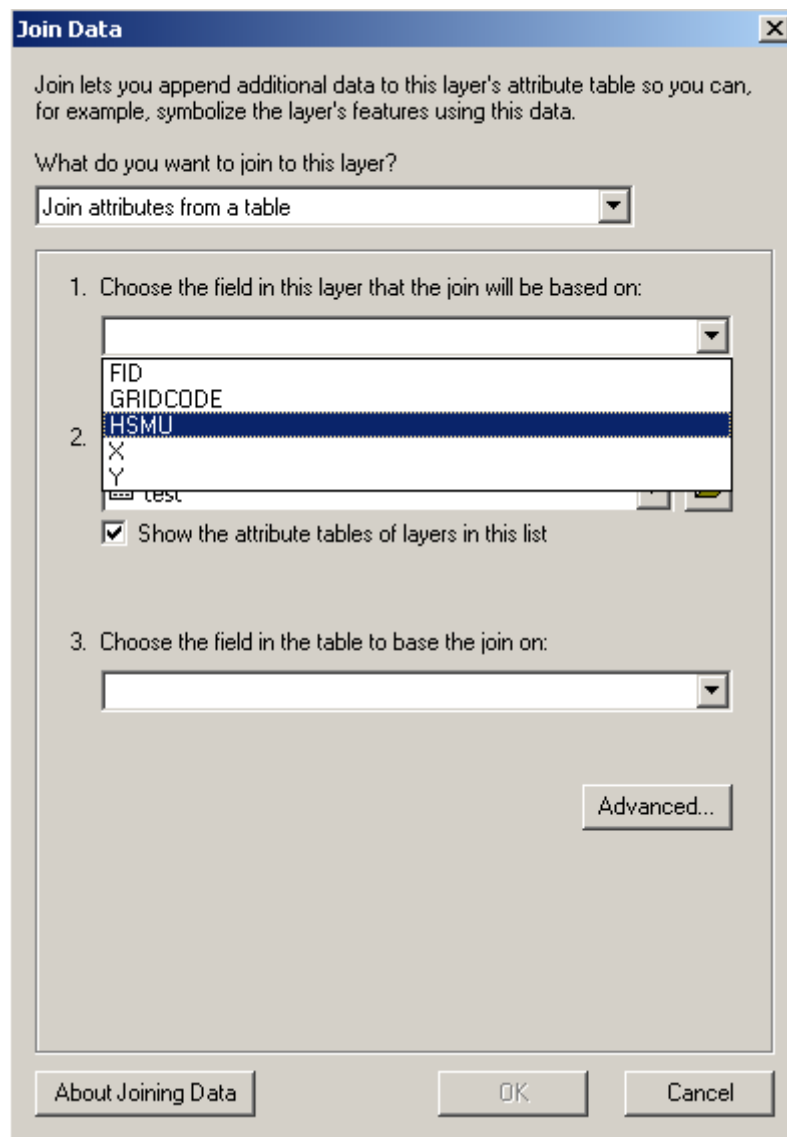 Join Data
Join lets you append additional data to this layer's attribute table so you can,
for example, symbolize the layer's features using this data.
What do you want to join to this layer?
Join attributes from a table
1. Choose the field in this layer that the join will be based on:
FID
GRIDCODE
HSMU
X
Y
2.
test
Show the attribute tables of layers in this list
3. Choose the field in the table to base the join on:
Advanced...
About Joining Data
OK
Cancel